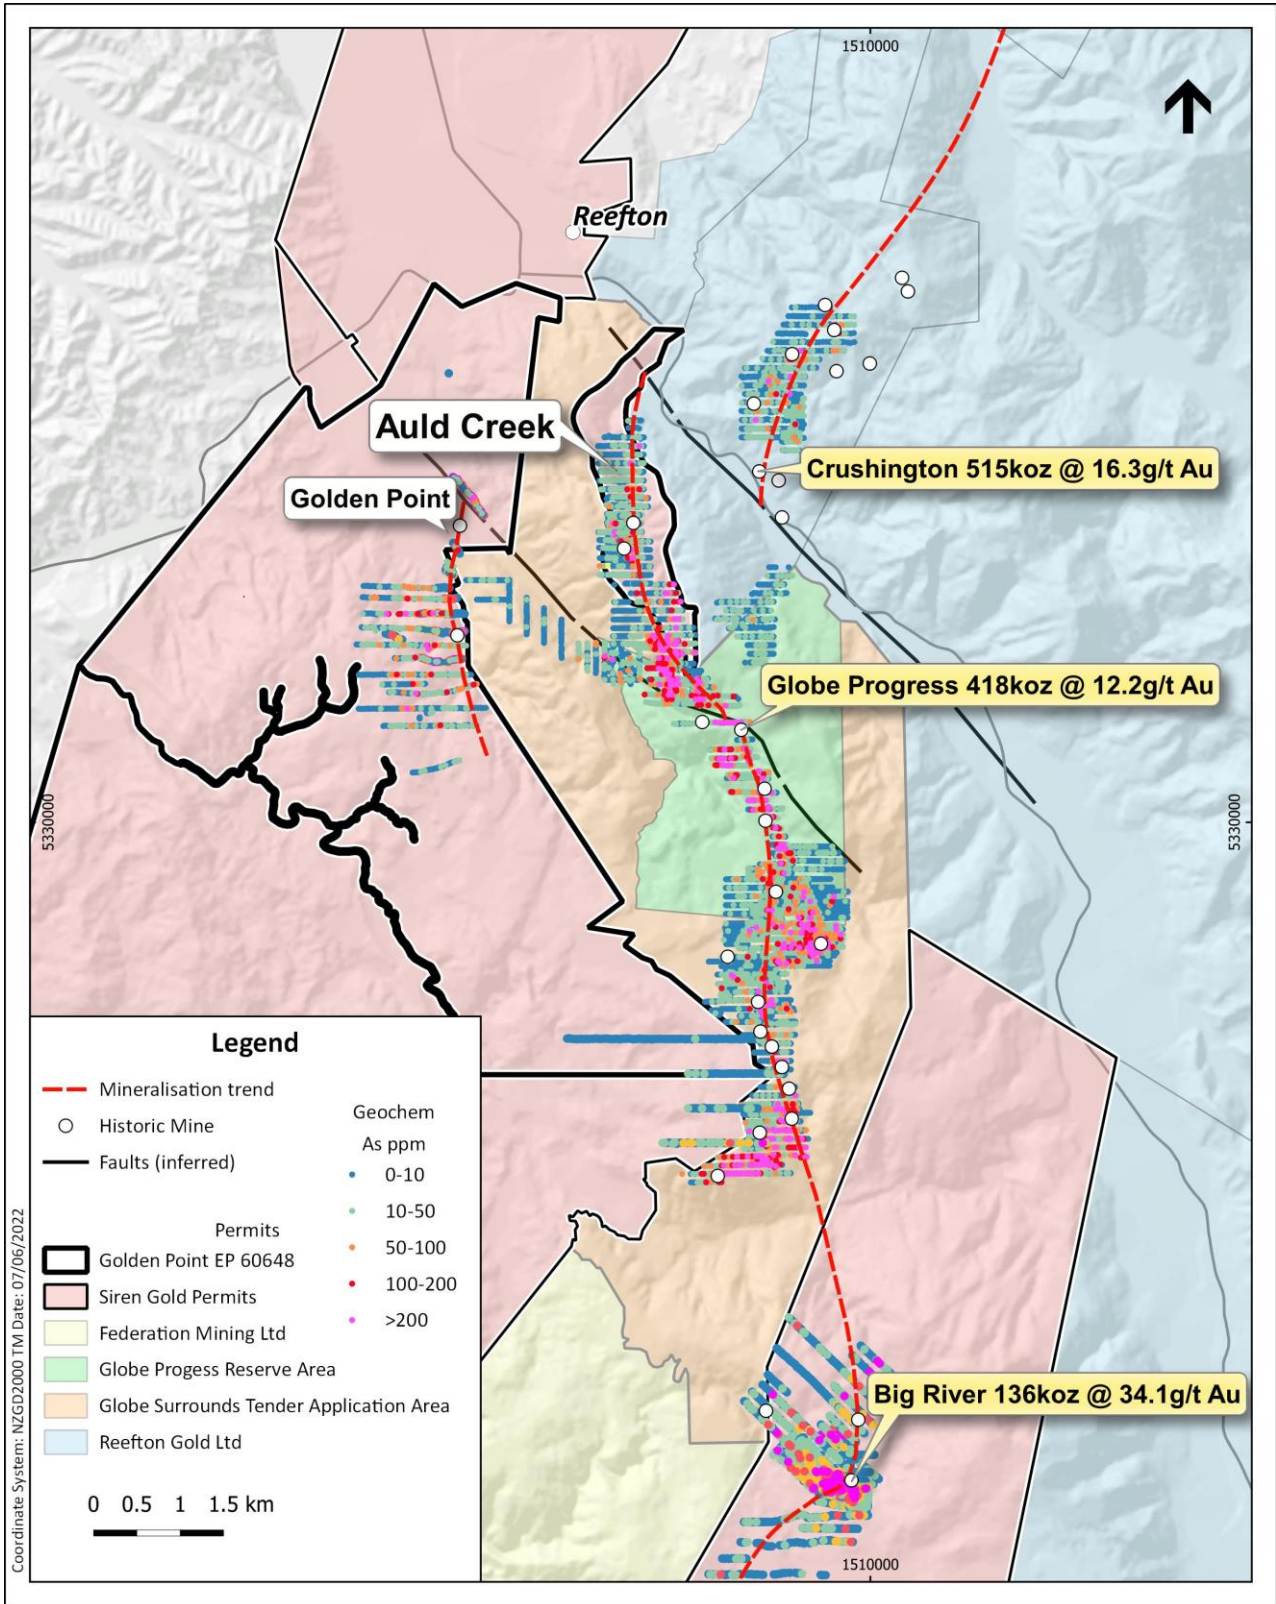 1510000
Reefton
Auld Creek
Crushington 515koz @ 16.3g/t Au
Golden Point
Globe Progress 418koz @ 12.2g/t Au
5330000
5330000
Big River 136koz @ 34.1g/t Au
1510000
Legend
Mineralisation trend
Historic Mine
Faults (inferred)
Geochem
As ppm
0-10
10-50
50-100
100-200
>200
Permits
Golden Point EP 60648
Siren Gold Permits
Federation Mining Ltd
Globe Progess Reserve Area
Globe Surrounds Tender Application Area
Reefton Gold Ltd
0 0.5 1 1.5 km
Coordinate System: NZGD2000 TM Date: 07/06/2022